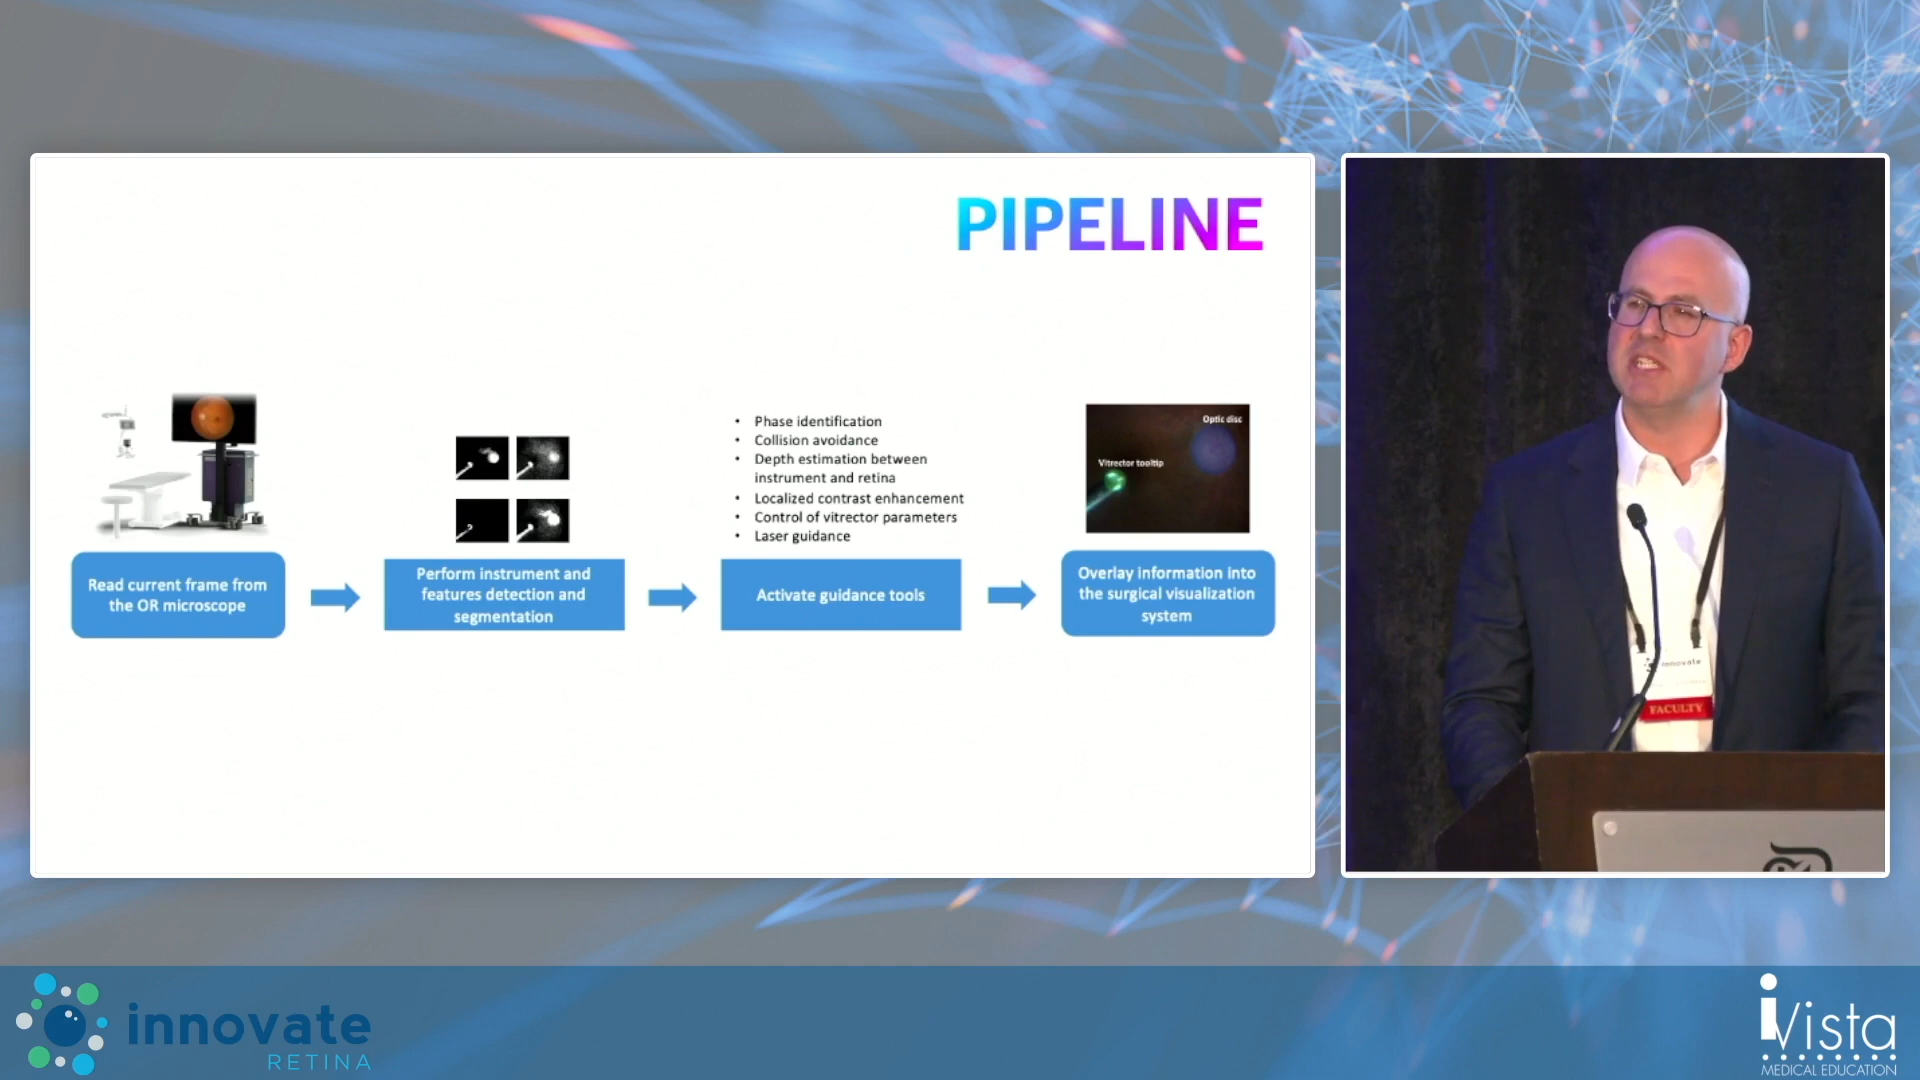 PIPELINE
Read current frame from
the OR microscope
Perform instrument and
features detection and
segmentation
• Phase identification
• Collision avoidance
• Depth estimation between
instrument and retina
• Localized contrast enhancement
• Control of vitrector parameters
• Laser guidance
Activate guidance tools
Optic disc
Vitrector tooltip
Overlay information into
the surgical visualization
system
innovate
FACULTY
innovate
RETINA
iVista
MEDICAL EDUCATION